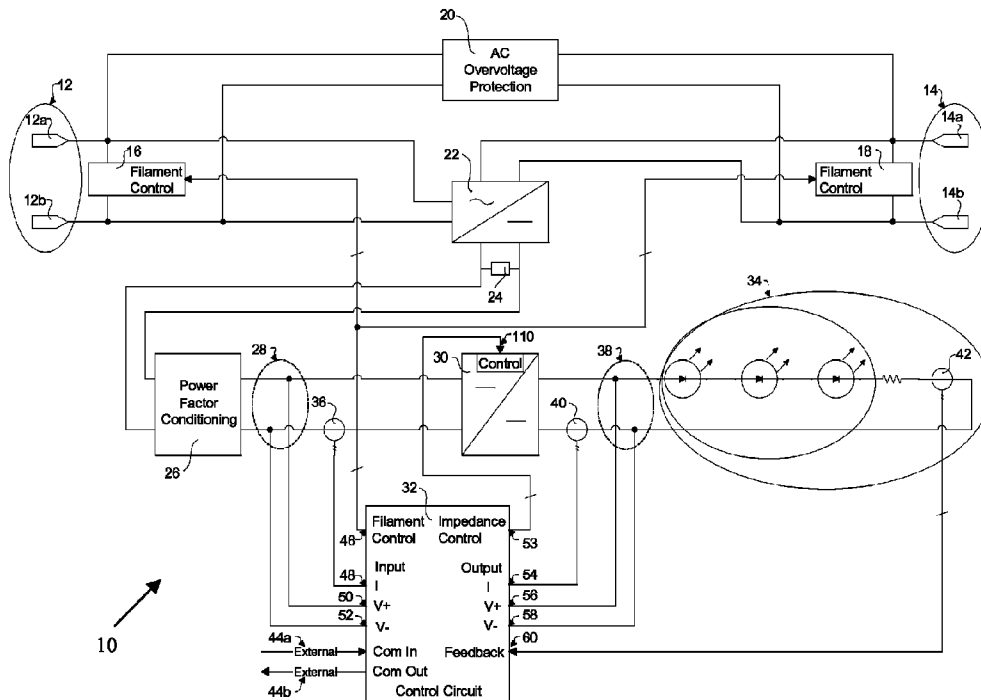 20
AC
Overvoltage
Protection
12
14
12a
14a
16
Filament
Control
22
18
Filament
Control
12b
14b
24
34
28
110
30
Control
38
42
36
40
Power
Factor
Conditioning
26
32
Filament
Control
Impedance
Control
46
53
Input
Output
48
I
I
54
50
V+
V+
56
52
V-
V-
58
44a
60
External
Com In
Feedback
External
Com Out
44b
Control Circuit
10